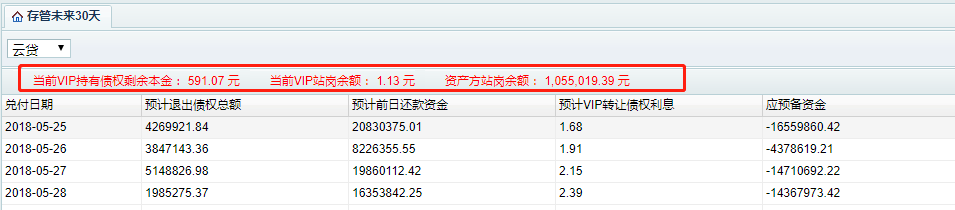 存管未来30天
云贷
当前VIP持有债权剩余本金： 591.07 元 当前VIP站岗余额： 1.13 元 资产方站岗余额： 1,055,019.39 元
兑付日期 预计退出债权总额 预计前日还款资金 预计VIP转让债权利息 应预备资金
2018-05-25 4269921.84 20830375.01 1.68 -16559860.42
2018-05-26 3847143.36 8226355.55 1.91 -4378619.21
2018-05-27 5148826.98 19860112.42 2.15 -14710692.22
2018-05-28 1985275.37 16353842.25 2.39 -14367973.42